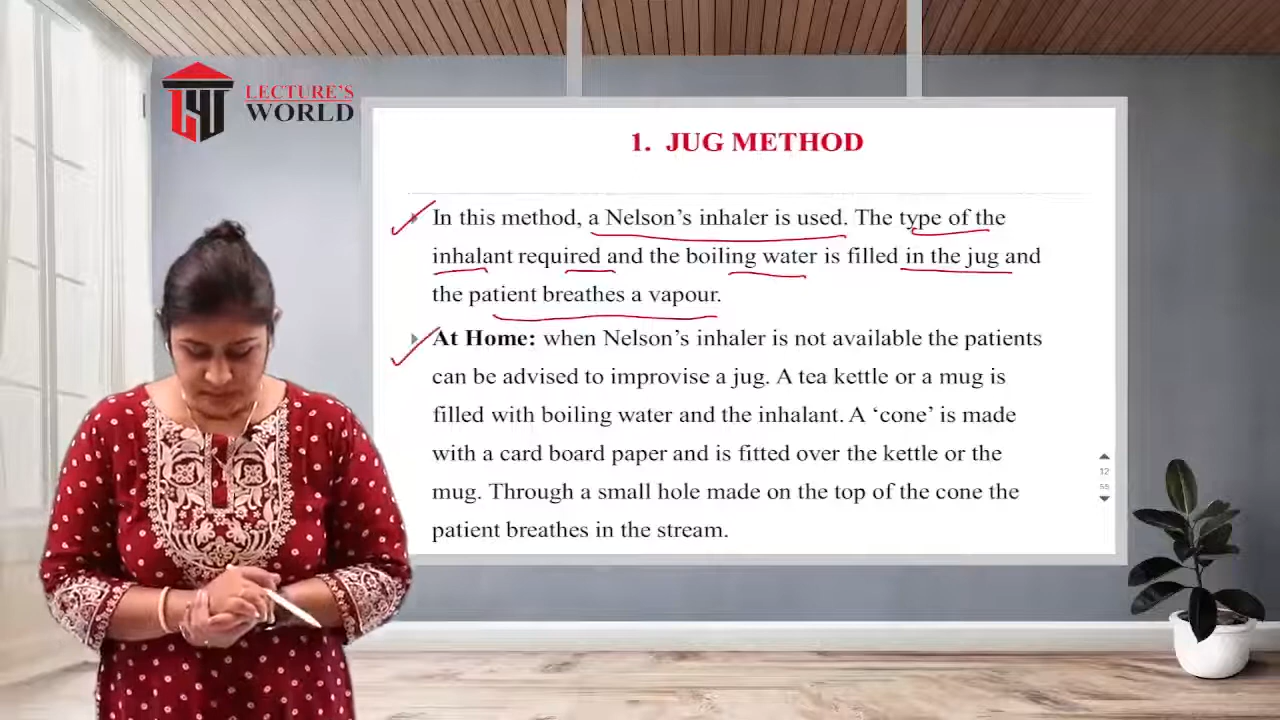 LECTURE'S
WORLD
1. JUG METHOD
In this method, a Nelson's inhaler is used. The type of the
inhalant required and the boiling water is filled in the jug and
the patient breathes a vapour.
At Home: when Nelson's inhaler is not available the patients
can be advised to improvise a jug. A tea kettle or a mug is
filled with boiling water and the inhalant. A ‘cone’ is made
with a card board paper and is fitted over the kettle or the
mug. Through a small hole made on the top of the cone the
patient breathes in the stream.
12
55